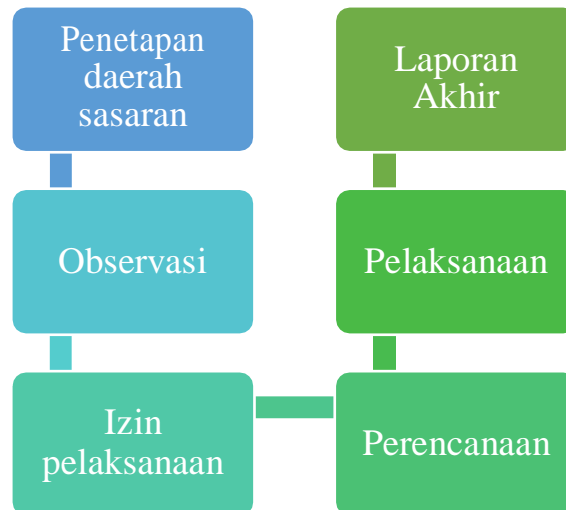 Penetapan
daerah
sasaran
Observasi
Izin
pelaksanaan
Perencanaan
Pelaksanaan
Laporan
Akhir